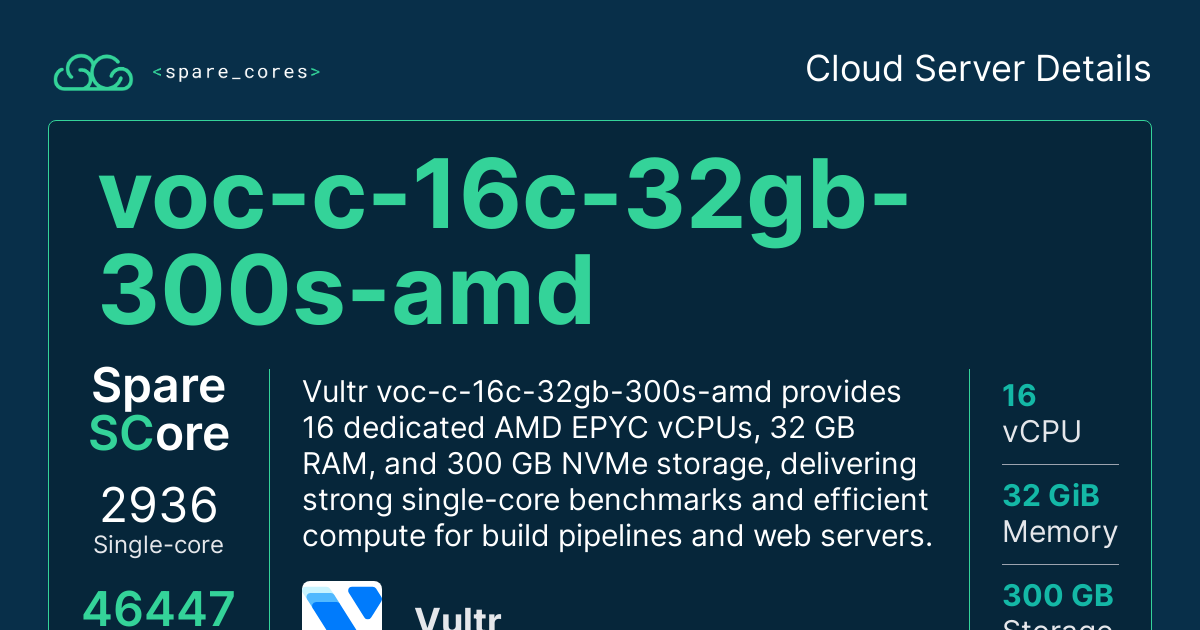 <spare_cores>
Cloud Server Details
voc-c-16c-32gb-
300s-amd
Spare
SCore
2936
Single-core
46447
Vultr voc-c-16c-32gb-300s-amd provides
16 dedicated AMD EPYC vCPUs, 32 GB
RAM, and 300 GB NVMe storage, delivering
strong single-core benchmarks and efficient
compute for build pipelines and web servers.
Vultr
16
vCPU
32 GiB
Memory
300 GB
Storage